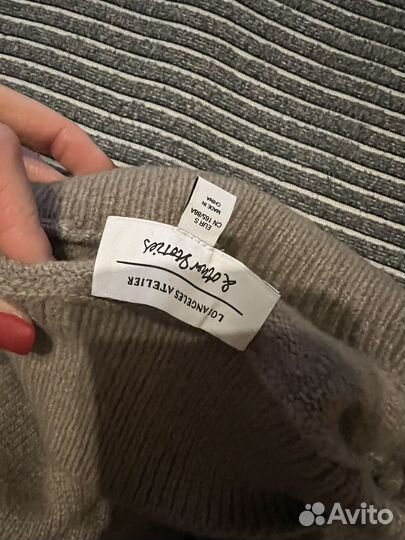 & other Stories
LOS ANGELES ATELIER
EUR S
CN 165/88A
MADE IN
CHINA
Avito